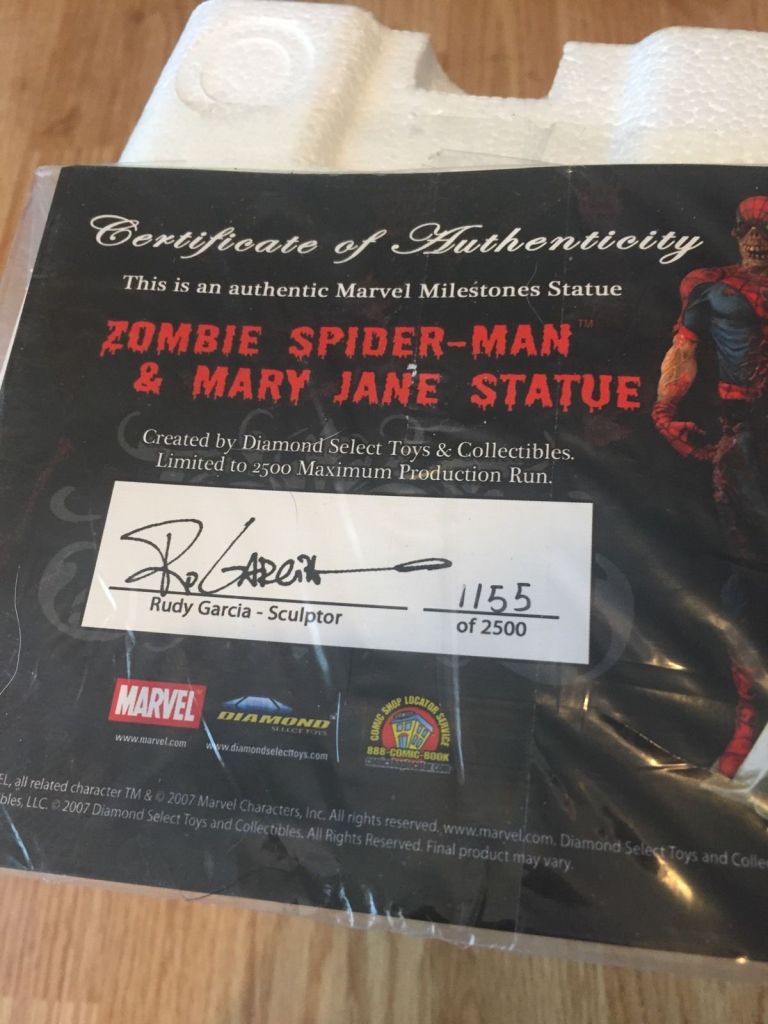 Certificate of Authenticity
This is an authentic Marvel Milestones Statue
ZOMBIE SPIDER-MAN™
& MARY JANE STATUE
Created by Diamond Select Toys & Collectibles.
Limited to 2500 Maximum Production Run.
Ru Garcia
1155
Rudy Garcia - Sculptor
of 2500
MARVEL
www.marvel.com
DIAMOND
SELECT TOYS
www.diamondselecttoys.com
COMIC SHOP LOCATOR SERVICE
888-COMIC-BOOK
EL, all related character TM & © 2007 Marvel Characters, Inc. All rights reserved. www.marvel.com. Diamond Select Toys and Colle
bles, LLC. © 2007 Diamond Select Toys and Collectibles. All Rights Reserved. Final product may vary.